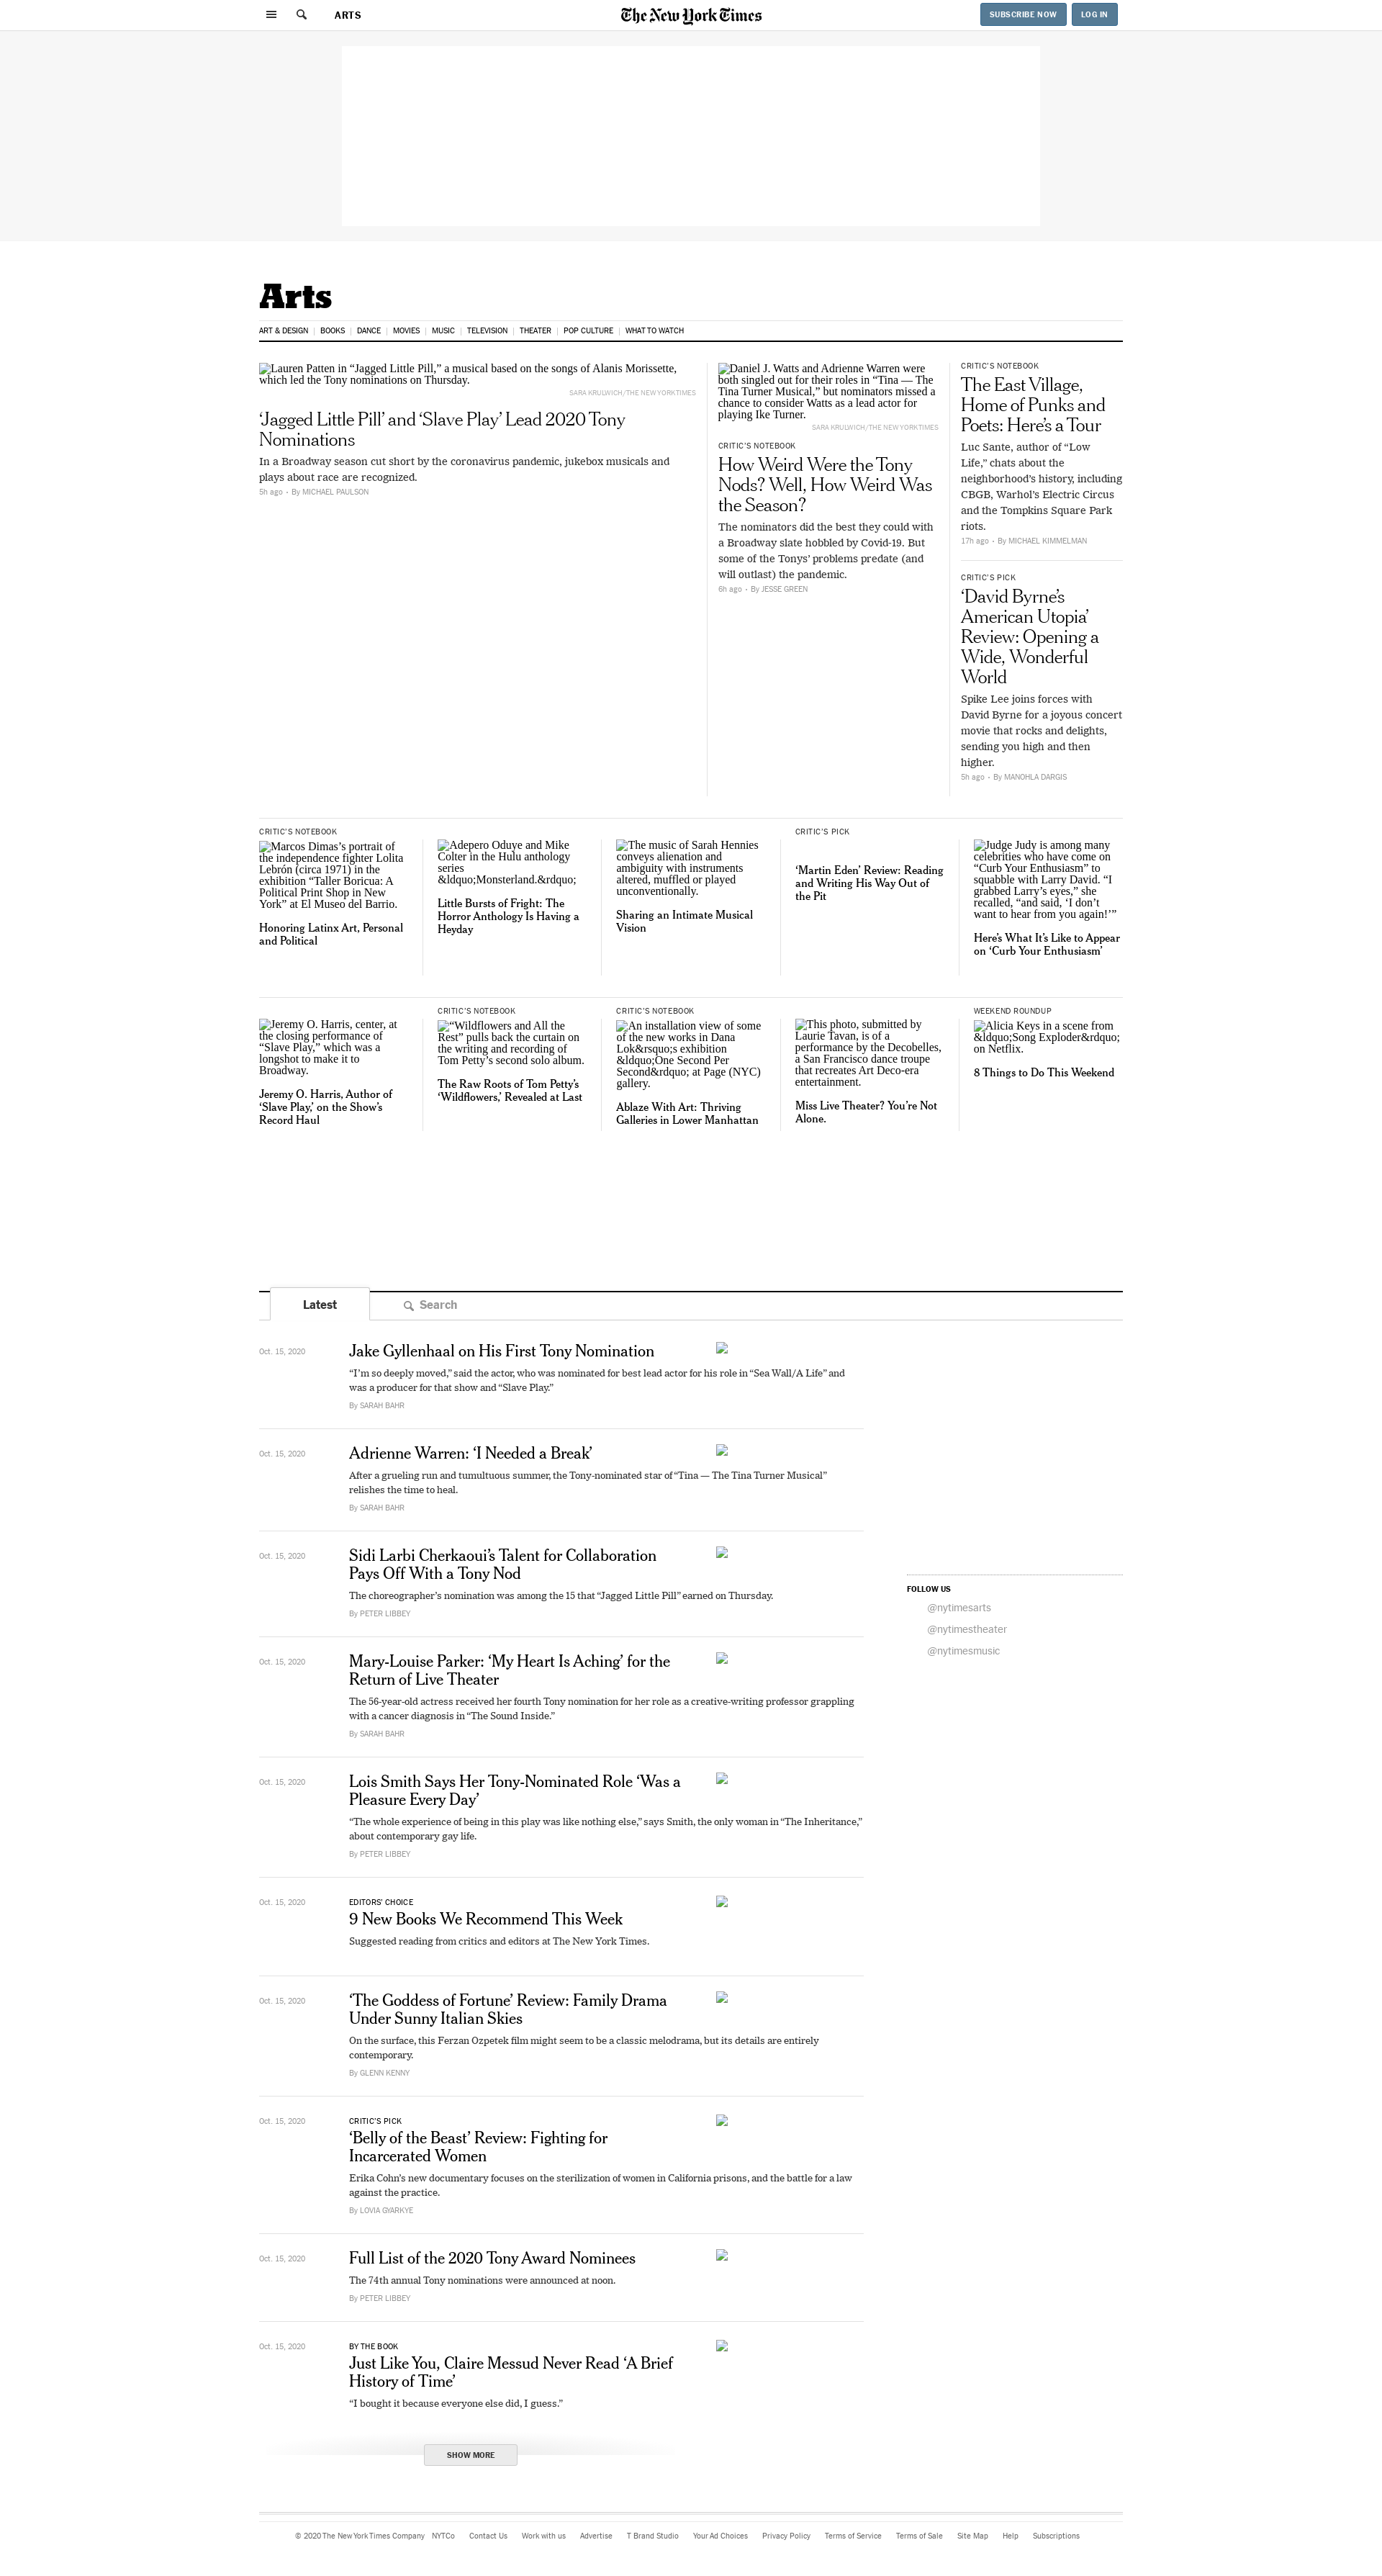 ARTS
The New York Times
SUBSCRIBE NOW
LOG IN
Arts
ART & DESIGN
BOOKS
DANCE
MOVIES
MUSIC
TELEVISION
THEATER
POP CULTURE
WHAT TO WATCH
Lauren Patten in “Jagged Little Pill,” a musical based on the songs of Alanis Morissette,
which led the Tony nominations on Thursday.
SARA KRULWICH/THE NEW YORK TIMES
‘Jagged Little Pill’ and ‘Slave Play’ Lead 2020 Tony
Nominations
In a Broadway season cut short by the coronavirus pandemic, jukebox musicals and
plays about race are recognized.
5h ago • By MICHAEL PAULSON
Daniel J. Watts and Adrienne Warren were
both singled out for their roles in “Tina — The
Tina Turner Musical,” but nominators missed a
chance to consider Watts as a lead actor for
playing Ike Turner.
SARA KRULWICH/THE NEW YORK TIMES
CRITIC’S NOTEBOOK
How Weird Were the Tony
Nods? Well, How Weird Was
the Season?
The nominators did the best they could with
a Broadway slate hobbled by Covid-19. But
some of the Tonys’ problems predate (and
will outlast) the pandemic.
6h ago • By JESSE GREEN
CRITIC’S NOTEBOOK
The East Village,
Home of Punks and
Poets: Here’s a Tour
Luc Sante, author of “Low
Life,” chats about the
neighborhood’s history, including
CBGB, Warhol’s Electric Circus
and the Tompkins Square Park
riots.
17h ago • By MICHAEL KIMMELMAN
CRITIC’S PICK
‘David Byrne’s
American Utopia’
Review: Opening a
Wide, Wonderful
World
Spike Lee joins forces with
David Byrne for a joyous concert
movie that rocks and delights,
sending you high and then
higher.
5h ago • By MANOHLA DARGIS
CRITIC’S NOTEBOOK
Marcos Dimas’s portrait of
the independence fighter Lolita
Lebrón (circa 1971) in the
exhibition “Taller Boricua: A
Political Print Shop in New
York” at El Museo del Barrio.
Honoring Latinx Art, Personal
and Political
Adepero Oduye and Mike
Colter in the Hulu anthology
series
&ldquo;Monsterland.&rdquo;
Little Bursts of Fright: The
Horror Anthology Is Having a
Heyday
The music of Sarah Hennies
conveys alienation and
ambiguity with instruments
altered, muffled or played
unconventionally.
Sharing an Intimate Musical
Vision
CRITIC’S PICK
‘Martin Eden’ Review: Reading
and Writing His Way Out of
the Pit
Judge Judy is among many
celebrities who have come on
“Curb Your Enthusiasm” to
squabble with Larry David. “I
grabbed Larry’s eyes,” she
recalled, “and said, ‘I don’t
want to hear from you again!’”
Here’s What It’s Like to Appear
on ‘Curb Your Enthusiasm’
Jeremy O. Harris, center, at
the closing performance of
“Slave Play,” which was a
longshot to make it to
Broadway.
Jeremy O. Harris, Author of
‘Slave Play,’ on the Show’s
Record Haul
CRITIC’S NOTEBOOK
“Wildflowers and All the
Rest” pulls back the curtain on
the writing and recording of
Tom Petty’s second solo album.
The Raw Roots of Tom Petty’s
‘Wildflowers,’ Revealed at Last
CRITIC’S NOTEBOOK
An installation view of some
of the new works in Dana
Lok&rsquo;s exhibition
&ldquo;One Second Per
Second&rdquo; at Page (NYC)
gallery.
Ablaze With Art: Thriving
Galleries in Lower Manhattan
This photo, submitted by
Laurie Tavan, is of a
performance by the Decobelles,
a San Francisco dance troupe
that recreates Art Deco-era
entertainment.
Miss Live Theater? You’re Not
Alone.
WEEKEND ROUNDUP
Alicia Keys in a scene from
&ldquo;Song Exploder&rdquo;
on Netflix.
8 Things to Do This Weekend
Latest
Search
Oct. 15, 2020
Jake Gyllenhaal on His First Tony Nomination
“I’m so deeply moved,” said the actor, who was nominated for best lead actor for his role in “Sea Wall/A Life” and
was a producer for that show and “Slave Play.”
By SARAH BAHR
Oct. 15, 2020
Adrienne Warren: ‘I Needed a Break’
After a grueling run and tumultuous summer, the Tony-nominated star of “Tina — The Tina Turner Musical”
relishes the time to heal.
By SARAH BAHR
Oct. 15, 2020
Sidi Larbi Cherkaoui’s Talent for Collaboration
Pays Off With a Tony Nod
The choreographer’s nomination was among the 15 that “Jagged Little Pill” earned on Thursday.
By PETER LIBBEY
FOLLOW US
@nytimesarts
@nytimestheater
@nytimesmusic
Oct. 15, 2020
Mary-Louise Parker: ‘My Heart Is Aching’ for the
Return of Live Theater
The 56-year-old actress received her fourth Tony nomination for her role as a creative-writing professor grappling
with a cancer diagnosis in “The Sound Inside.”
By SARAH BAHR
Oct. 15, 2020
Lois Smith Says Her Tony-Nominated Role ‘Was a
Pleasure Every Day’
“The whole experience of being in this play was like nothing else,” says Smith, the only woman in “The Inheritance,”
about contemporary gay life.
By PETER LIBBEY
Oct. 15, 2020
EDITORS’ CHOICE
9 New Books We Recommend This Week
Suggested reading from critics and editors at The New York Times.
Oct. 15, 2020
‘The Goddess of Fortune’ Review: Family Drama
Under Sunny Italian Skies
On the surface, this Ferzan Ozpetek film might seem to be a classic melodrama, but its details are entirely
contemporary.
By GLENN KENNY
Oct. 15, 2020
CRITIC’S PICK
‘Belly of the Beast’ Review: Fighting for
Incarcerated Women
Erika Cohn’s new documentary focuses on the sterilization of women in California prisons, and the battle for a law
against the practice.
By LOVIA GYARKYE
Oct. 15, 2020
Full List of the 2020 Tony Award Nominees
The 74th annual Tony nominations were announced at noon.
By PETER LIBBEY
Oct. 15, 2020
BY THE BOOK
Just Like You, Claire Messud Never Read ‘A Brief
History of Time’
“I bought it because everyone else did, I guess.”
SHOW MORE
© 2020 The New York Times Company
NYTCo
Contact Us
Work with us
Advertise
T Brand Studio
Your Ad Choices
Privacy Policy
Terms of Service
Terms of Sale
Site Map
Help
Subscriptions